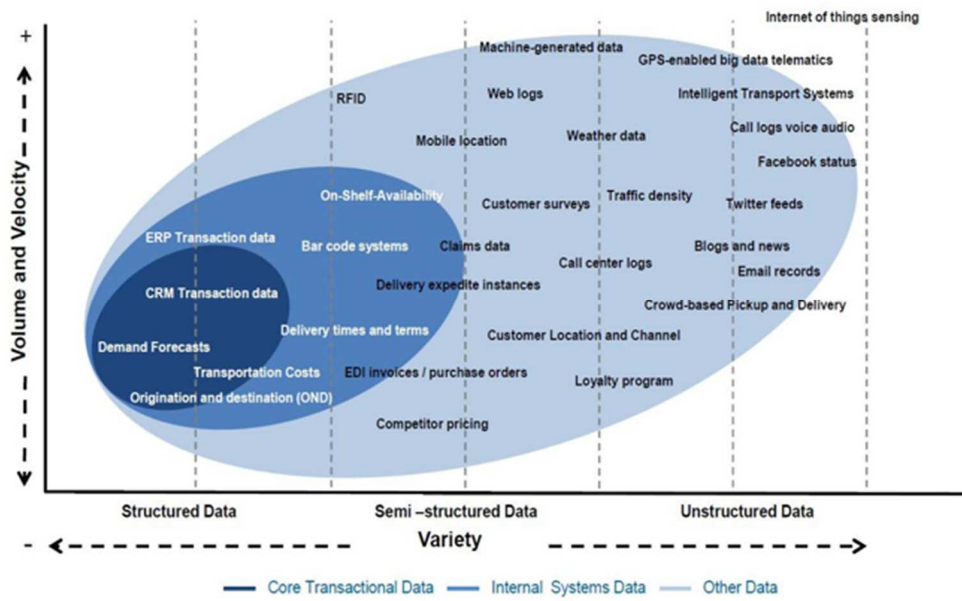 Internet of things sensing
+
Machine-generated data
GPS-enabled big data telematics
RFID
Web logs
Intelligent Transport Systems
Mobile location
Weather data
Call logs voice audio
Facebook status
On-Shelf-Availability
Customer surveys
Traffic density
Twitter feeds
ERP Transaction data
Bar code systems
Claims data
Blogs and news
Call center logs
Email records
Delivery expedite instances
CRM Transaction data
Crowd-based Pickup and Delivery
Delivery times and terms
Customer Location and Channel
Demand Forecasts
Transportation Costs
EDI invoices / purchase orders
Loyalty program
Origination and destination (OND)
Competitor pricing
Volume and Velocity
Structured Data
Semi –structured Data
Unstructured Data
-
Variety
Core Transactional Data
Internal Systems Data
Other Data